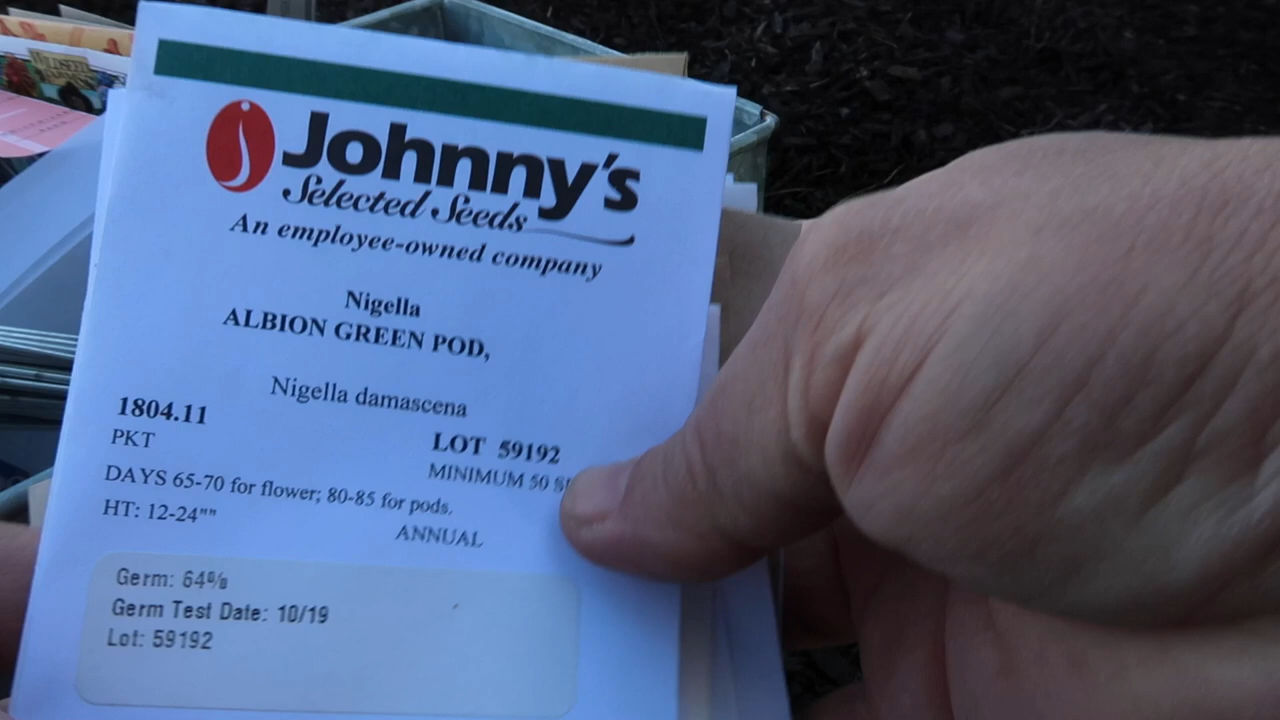 Johnny's
Selected Seeds
An employee-owned company
Nigella
ALBION GREEN POD,
Nigella damascena
1804.11
PKT
LOT 59192
MINIMUM 50
DAYS 65-70 for flower; 80-85 for pods.
HT: 12-24""
ANNUAL
Germ: 64%
Germ Test Date: 10/19
Lot: 59192